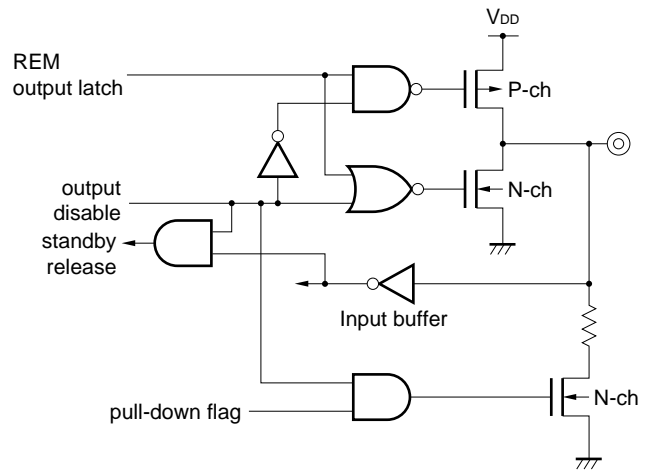 VDD
REM
output latch
P-ch
output
disable
N-ch
standby
release
Input buffer
N-ch
pull-down flag